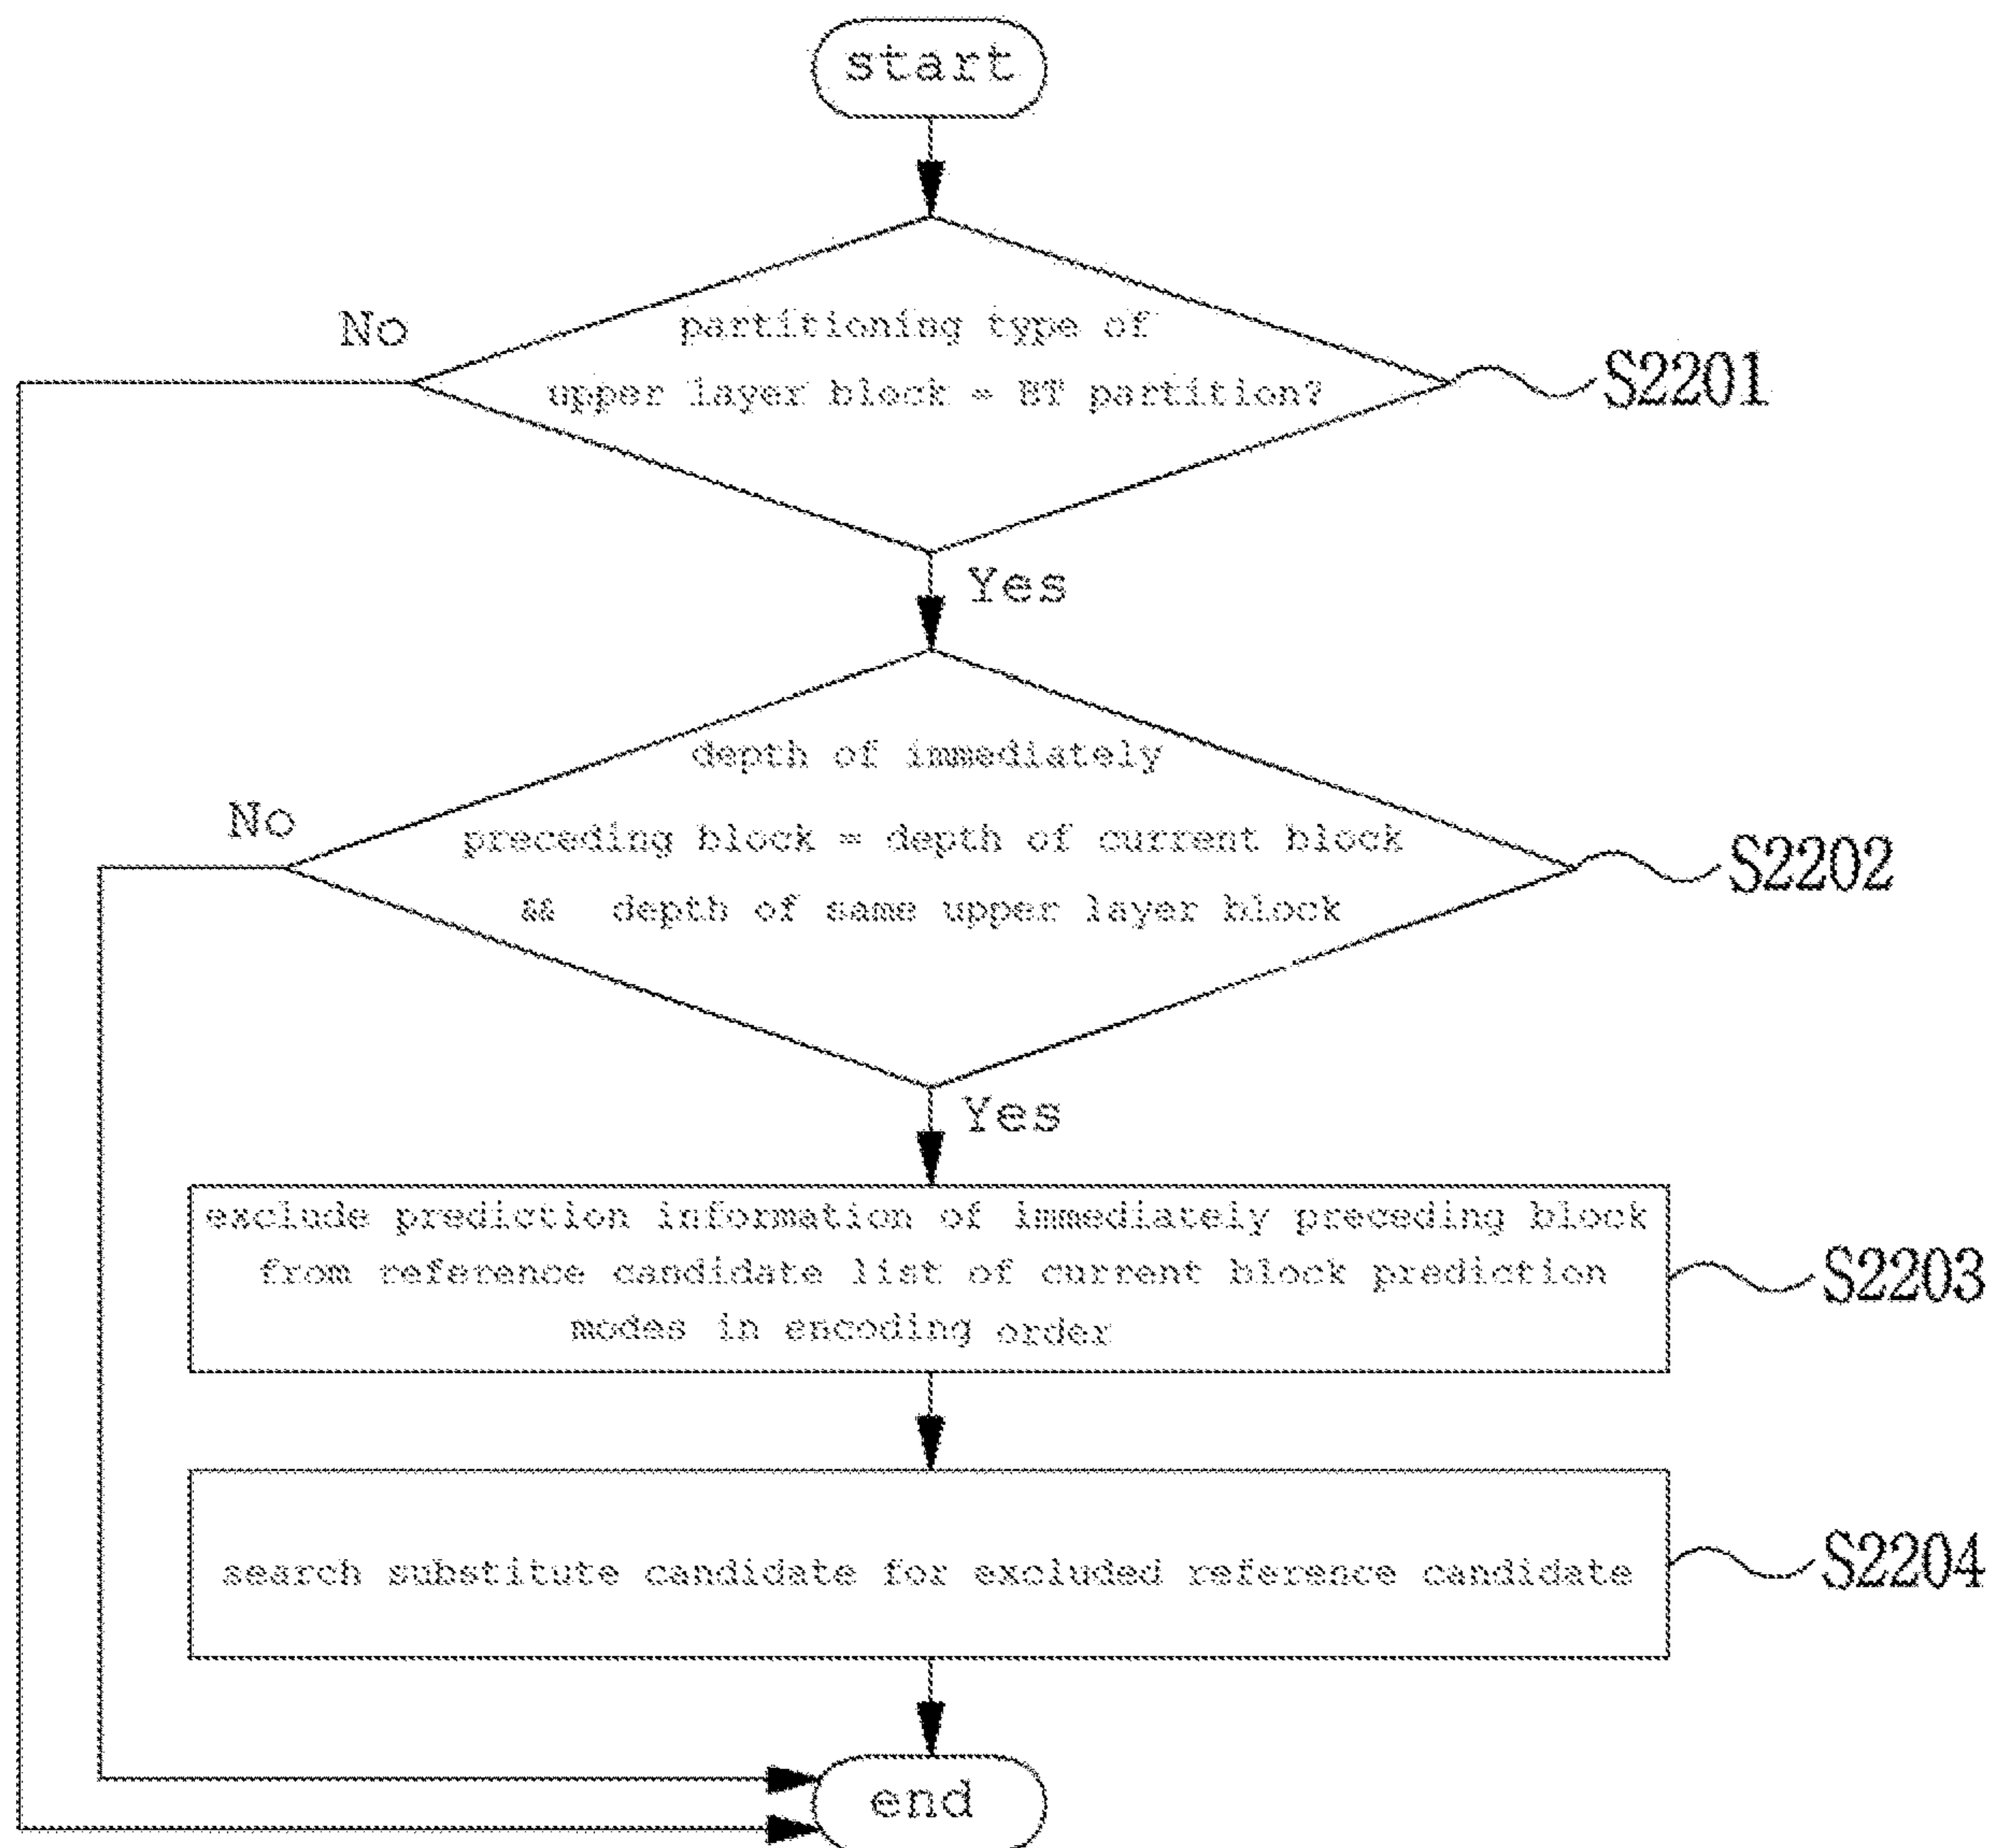 start
No
partitioning type of
upper layer block = BT partition?
S2201
Yes
No
depth of immediately
preceding block = depth of current block
&& depth of same upper layer block
S2202
Yes
exclude prediction information of immediately preceding block
from reference candidate list of current block prediction
modes in encoding order
S2203
search substitute candidate for excluded reference candidate
S2204
end